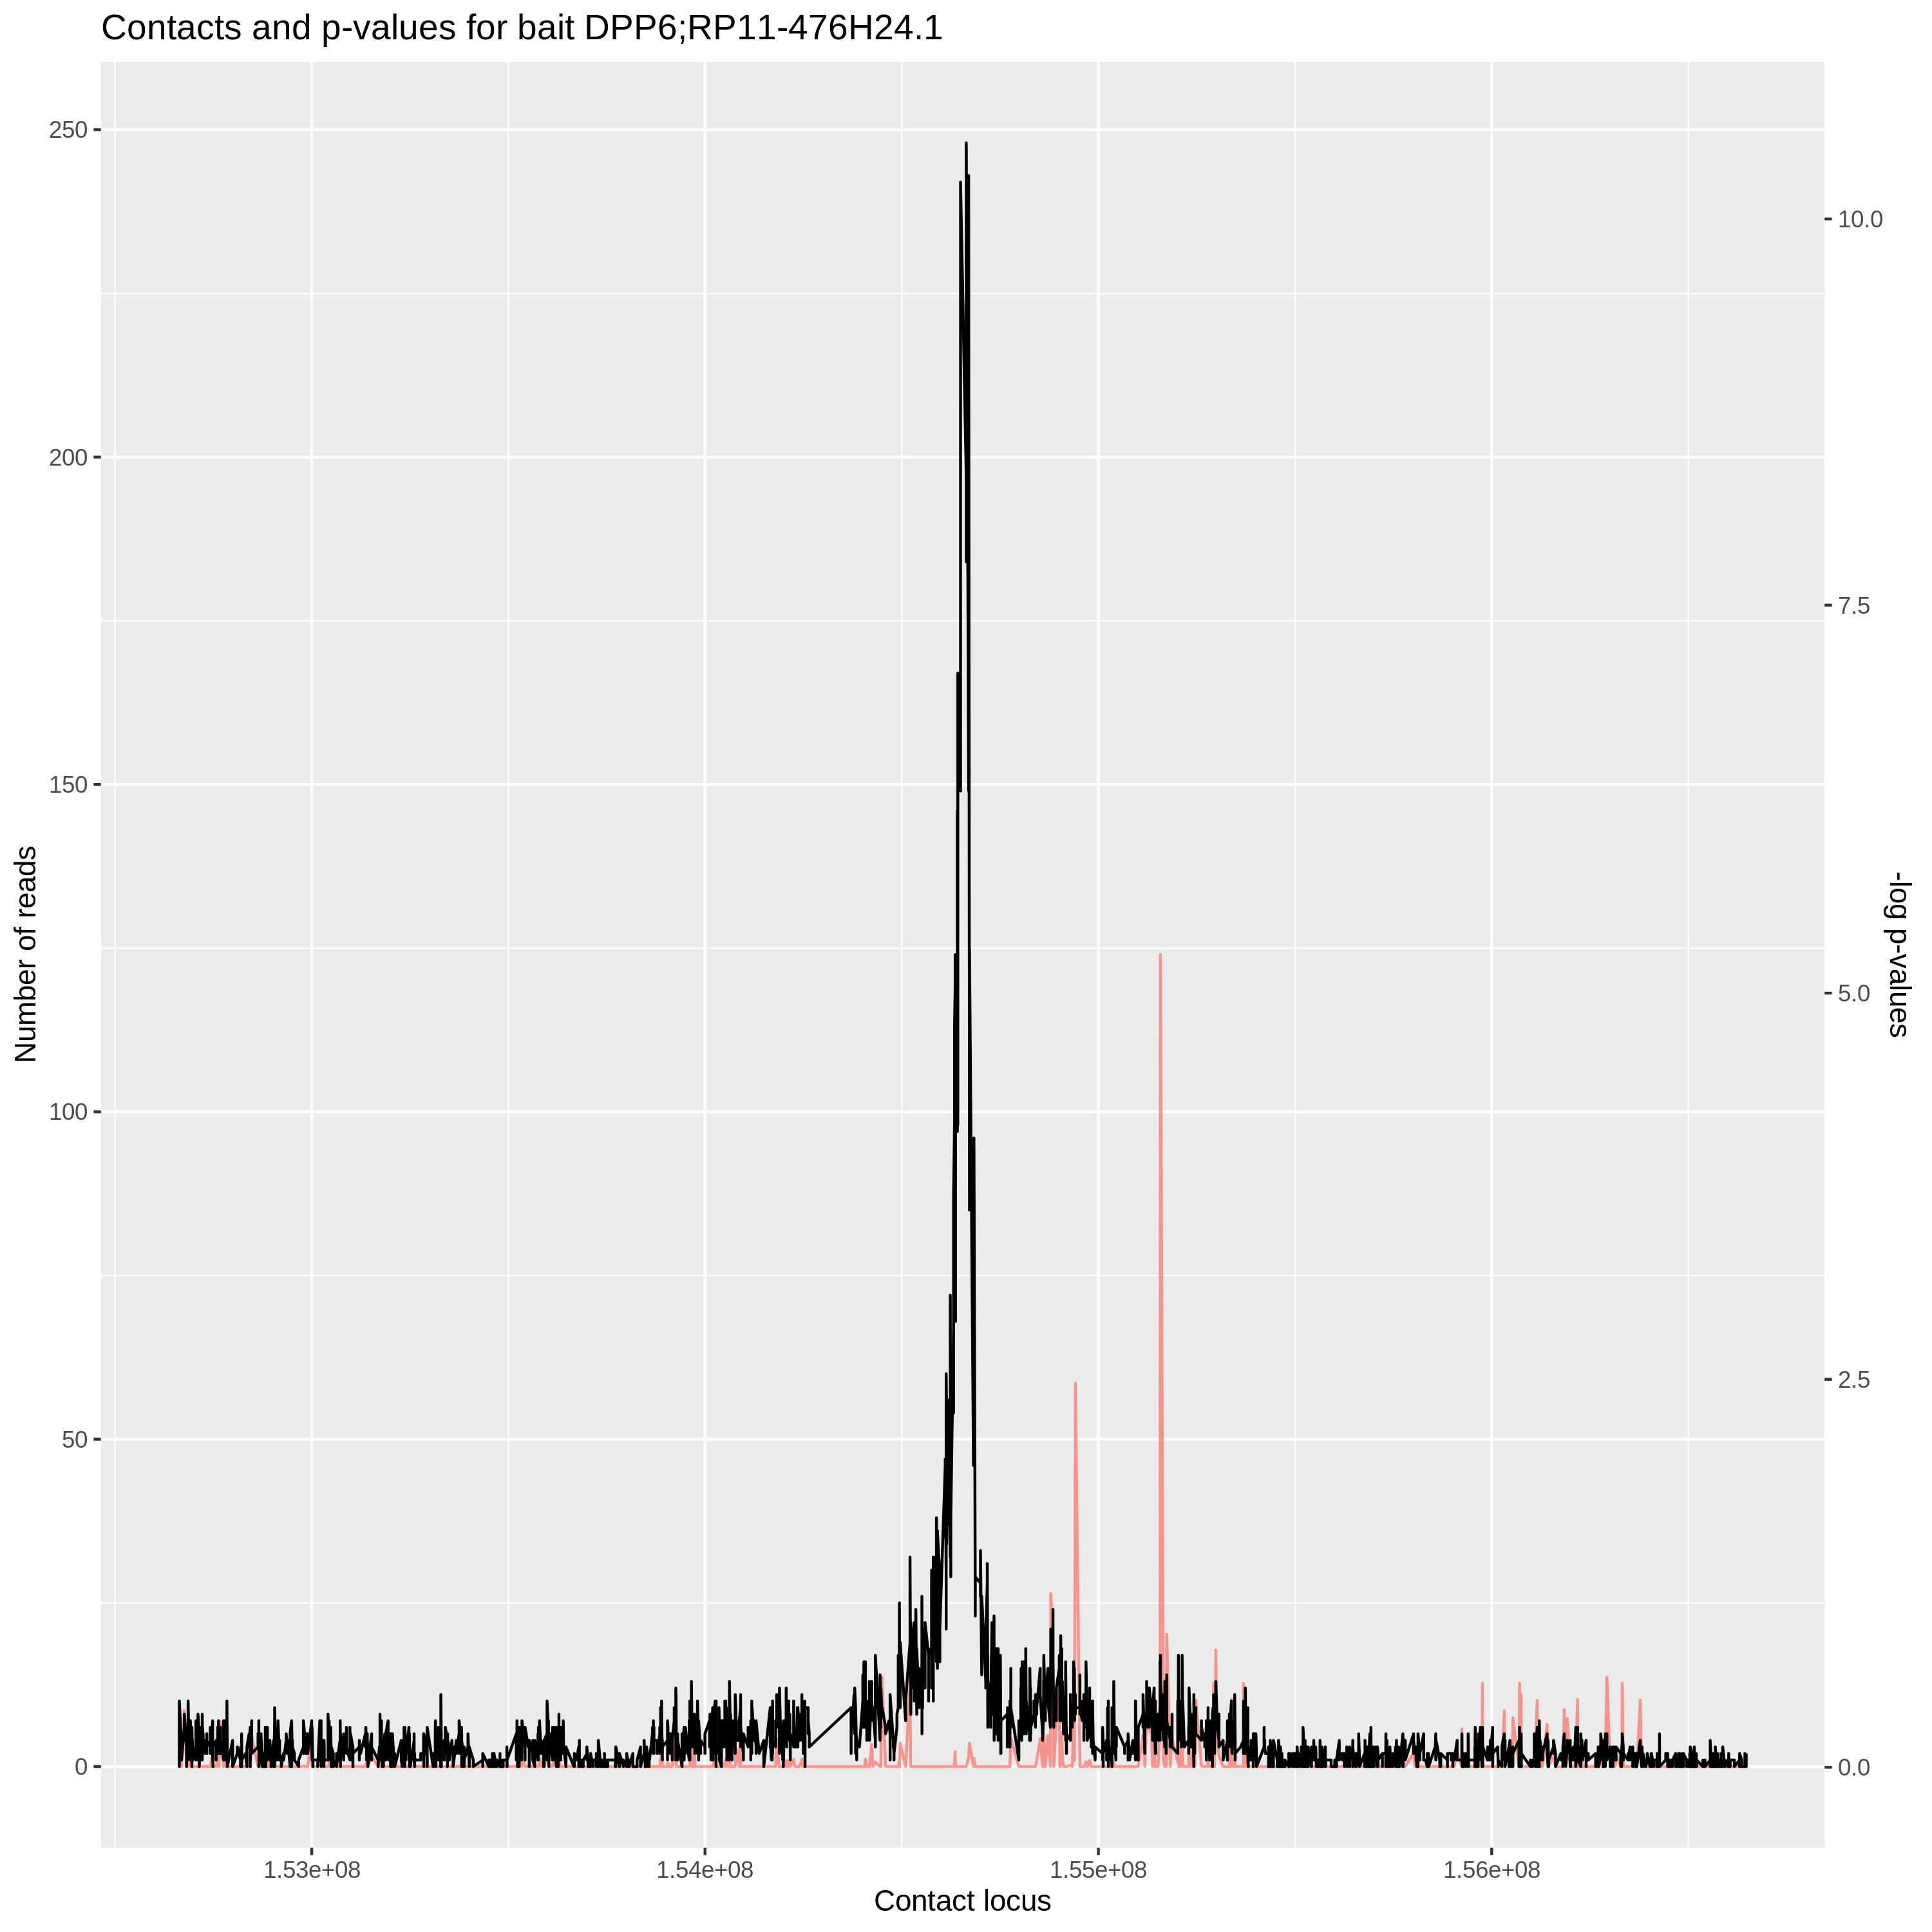 Contacts and p-values for bait DPP6;RP11-476H24.1
250
200
150
100
50
0
Number of reads
10.0
7.5
5.0
2.5
0.0
-log p-values
1.53e+08
1.54e+08
1.55e+08
1.56e+08
Contact locus